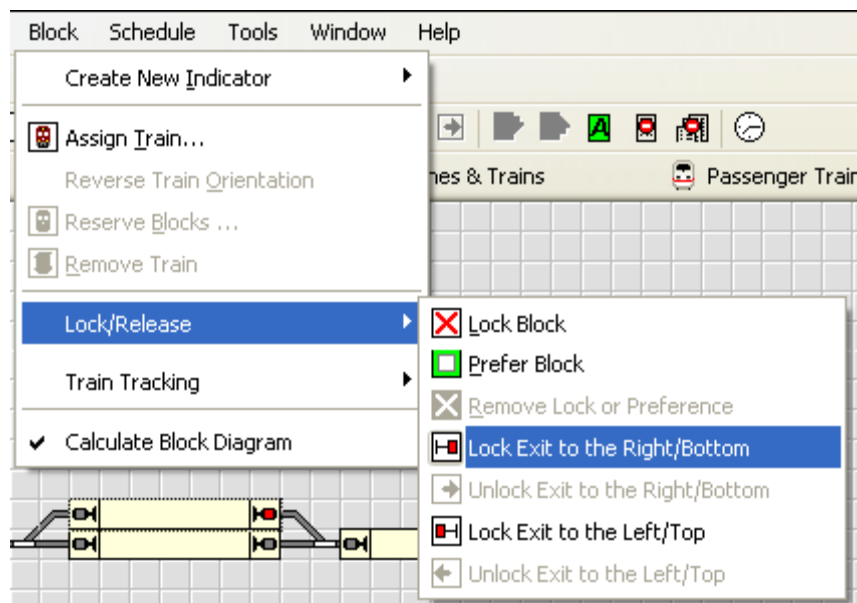 Block Schedule Tools Window Help
Create New Indicator
A
Assign Train...
nes & Trains
Passenger Train
Reverse Train Orientation
Reserve Blocks ...
Remove Train
Lock/Release
Lock Block
Prefer Block
Train Tracking
Remove Lock or Preference
Calculate Block Diagram
Lock Exit to the Right/Bottom
Unlock Exit to the Right/Bottom
Lock Exit to the Left/Top
Unlock Exit to the Left/Top